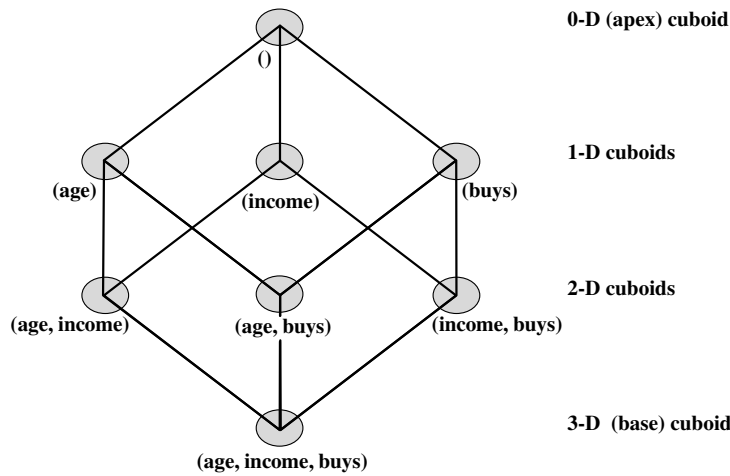 0-D (apex) cuboid
()
1-D cuboids
(age)
(income)
(buys)
2-D cuboids
(age, income)
(age, buys)
(income, buys)
3-D (base) cuboid
(age, income, buys)